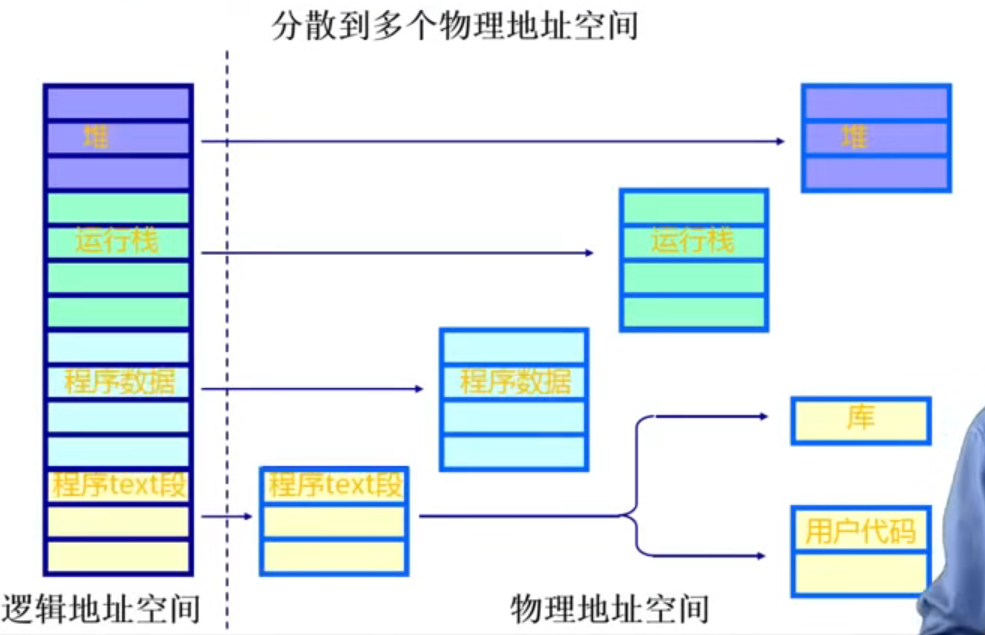 分散到多个物理地址空间
堆
堆
运行栈
运行栈
程序数据
程序数据
库
程序text段
程序text段
用户代码
逻辑地址空间
物理地址空间